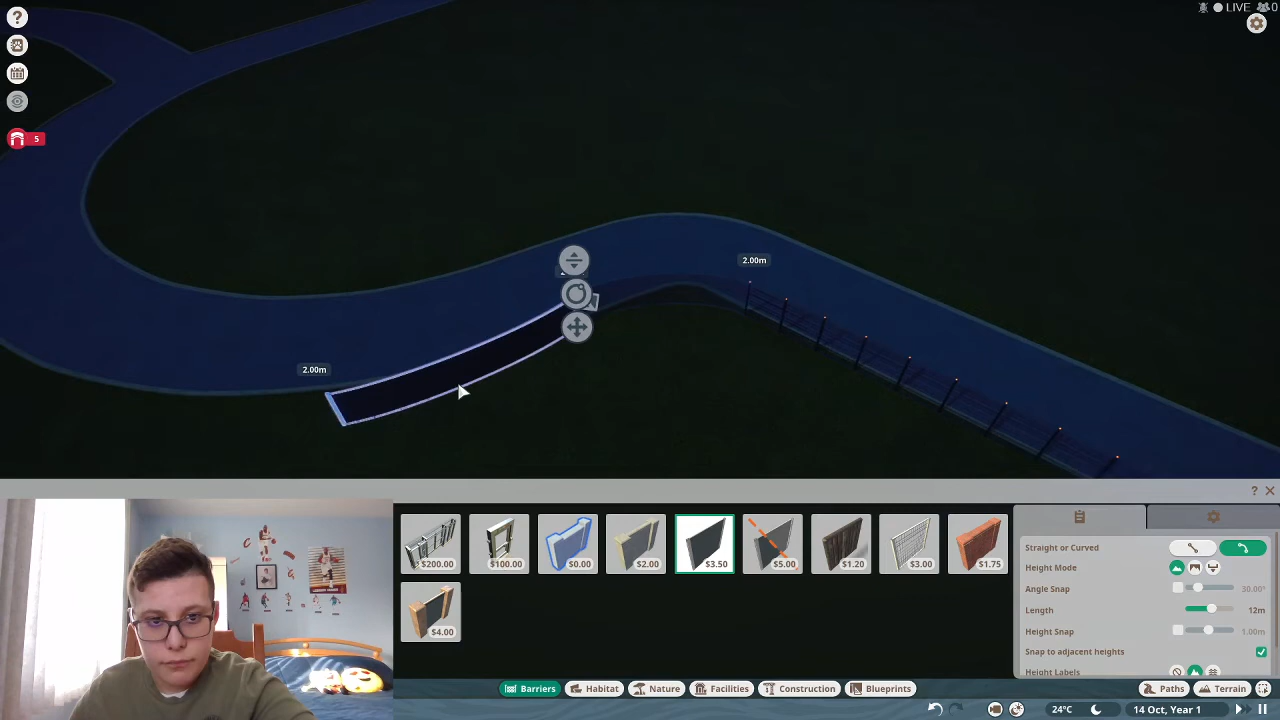 LIVE 0
5
2.00m
2.00m
$200.00
$100.00
$0.00
$2.00
$3.50
$5.00
$1.20
$3.00
$1.75
$4.00
Straight or Curved
Height Mode
Angle Snap 30.00°
Length 12m
Height Snap 1.00m
Snap to adjacent heights
Height Labels
Barriers Habitat Nature Facilities Construction Blueprints Paths Terrain
24°C 14 Oct, Year 1